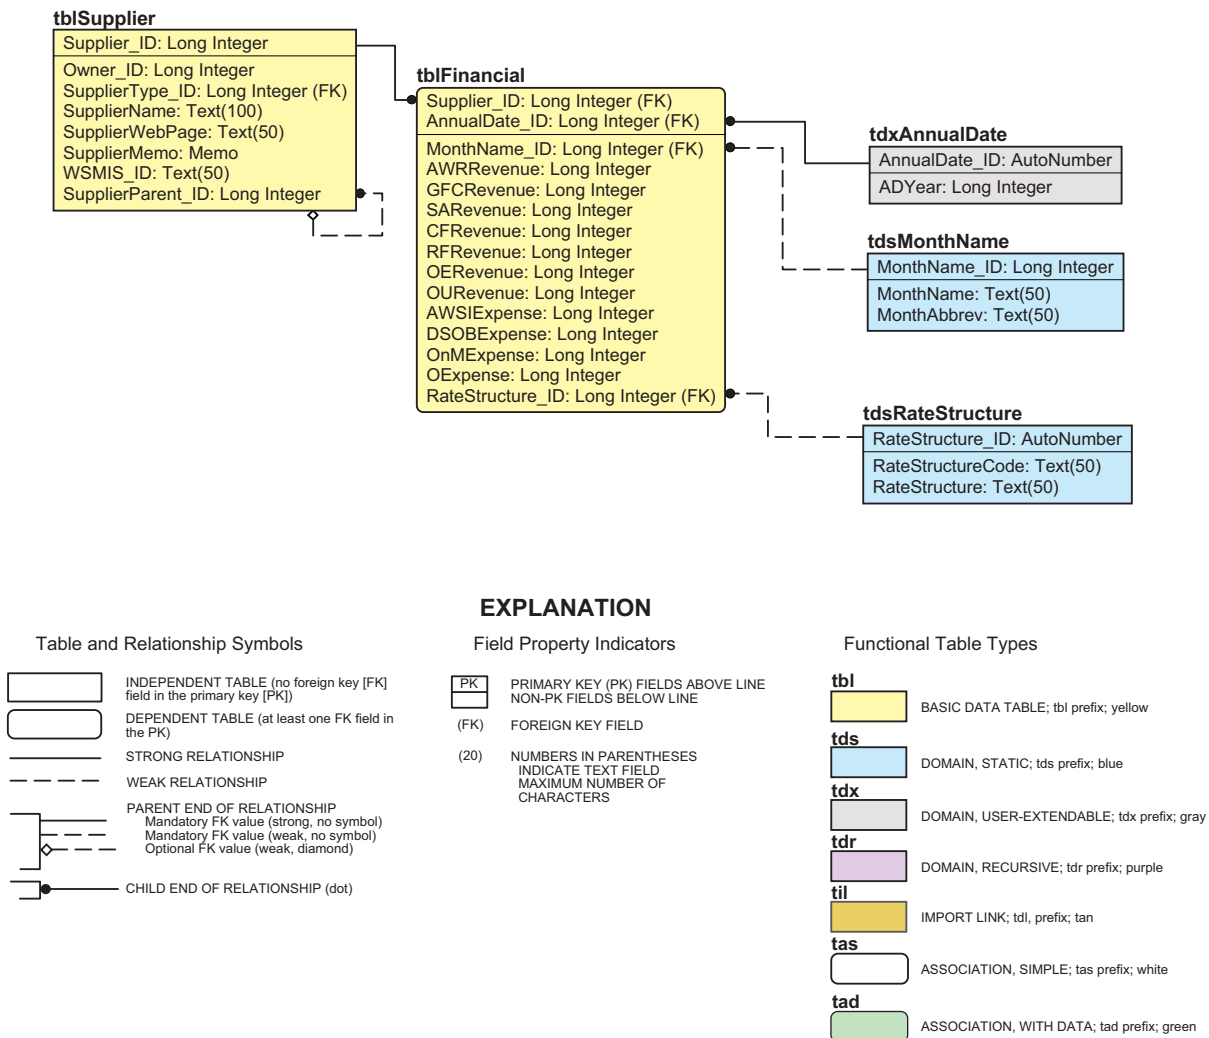 tblSupplier
Supplier_ID: Long Integer
Owner_ID: Long Integer
SupplierType_ID: Long Integer (FK)
SupplierName: Text(100)
SupplierWebPage: Text(50)
SupplierMemo: Memo
WSMIS_ID: Text(50)
SupplierParent_ID: Long Integer
tblFinancial
Supplier_ID: Long Integer (FK)
AnnualDate_ID: Long Integer (FK)
MonthName_ID: Long Integer (FK)
AWRRevenue: Long Integer
GFCRevenue: Long Integer
SARevenue: Long Integer
CFRevenue: Long Integer
RFRevenue: Long Integer
OERevenue: Long Integer
OURevenue: Long Integer
AWSIExpense: Long Integer
DSOBExpense: Long Integer
OnMExpense: Long Integer
OExpense: Long Integer
RateStructure_ID: Long Integer (FK)
tdxAnnualDate
AnnualDate_ID: AutoNumber
ADYear: Long Integer
tdsMonthName
MonthName_ID: Long Integer
MonthName: Text(50)
MonthAbbrev: Text(50)
tdsRateStructure
RateStructure_ID: AutoNumber
RateStructureCode: Text(50)
RateStructure: Text(50)
EXPLANATION
Table and Relationship Symbols
INDEPENDENT TABLE (no foreign key [FK]
field in the primary key [PK])
DEPENDENT TABLE (at least one FK field in
the PK)
STRONG RELATIONSHIP
WEAK RELATIONSHIP
PARENT END OF RELATIONSHIP
Mandatory FK value (strong, no symbol)
Mandatory FK value (weak, no symbol)
Optional FK value (weak, diamond)
CHILD END OF RELATIONSHIP (dot)
Field Property Indicators
PK
PRIMARY KEY (PK) FIELDS ABOVE LINE
NON-PK FIELDS BELOW LINE
(FK) FOREIGN KEY FIELD
(20) NUMBERS IN PARENTHESES
INDICATE TEXT FIELD
MAXIMUM NUMBER OF
CHARACTERS
Functional Table Types
tbl
BASIC DATA TABLE; tbl prefix; yellow
tds
DOMAIN, STATIC; tds prefix; blue
tdx
DOMAIN, USER-EXTENDABLE; tdx prefix; gray
tdr
DOMAIN, RECURSIVE; tdr prefix; purple
til
IMPORT LINK; tdl, prefix; tan
tas
ASSOCIATION, SIMPLE; tas prefix; white
tad
ASSOCIATION, WITH DATA; tad prefix; green